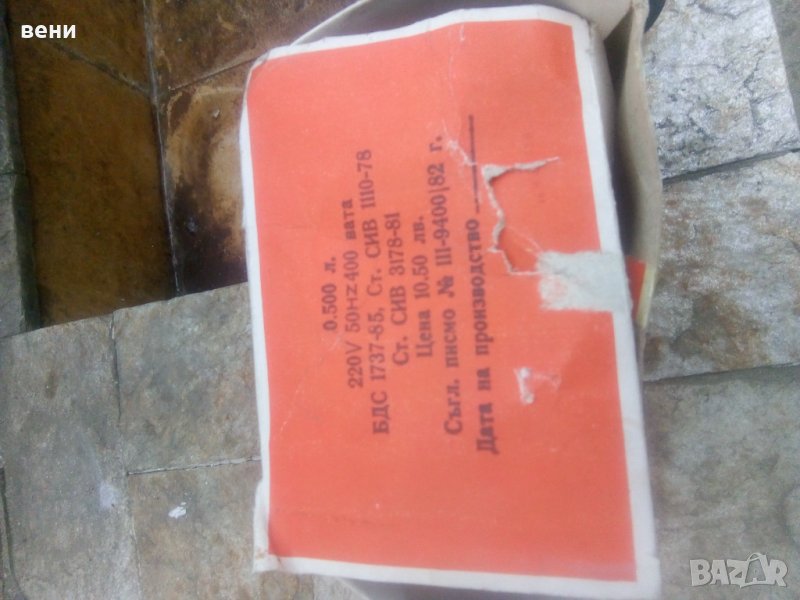 вени
0.500 л.
220V 50HZ 400 вата
БДС 1737-85, Ст. СИВ 1110-78
Ст. СИВ 3178-81
Цена 10.50 лв.
Съгл. писмо № III-9400/82 г.
Дата на производство
BAZAR